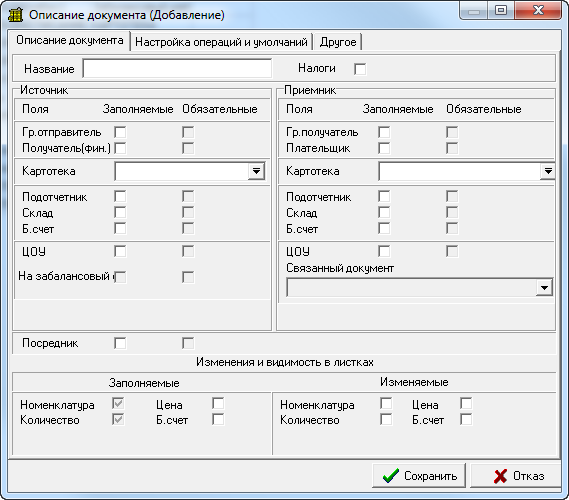 Описание документа (Добавление)
Описание документа Настройка операций и умолчаний Другое
Название Налоги
Источник Приемник
Поля Заполняемые Обязательные Поля Заполняемые Обязательные
Гр.отправитель Гр.получатель
Получатель(фин.) Плательщик
Картотека Картотека
Подотчетник Подотчетник
Склад Склад
Б.счет Б.счет
ЦОУ ЦОУ
Связанный документ
На забалансовый
Посредник
Изменения и видимость в листках
Заполняемые Изменяемые
Номенклатура Цена Номенклатура Цена
Количество Б.счет Количество Б.счет
Сохранить Отказ